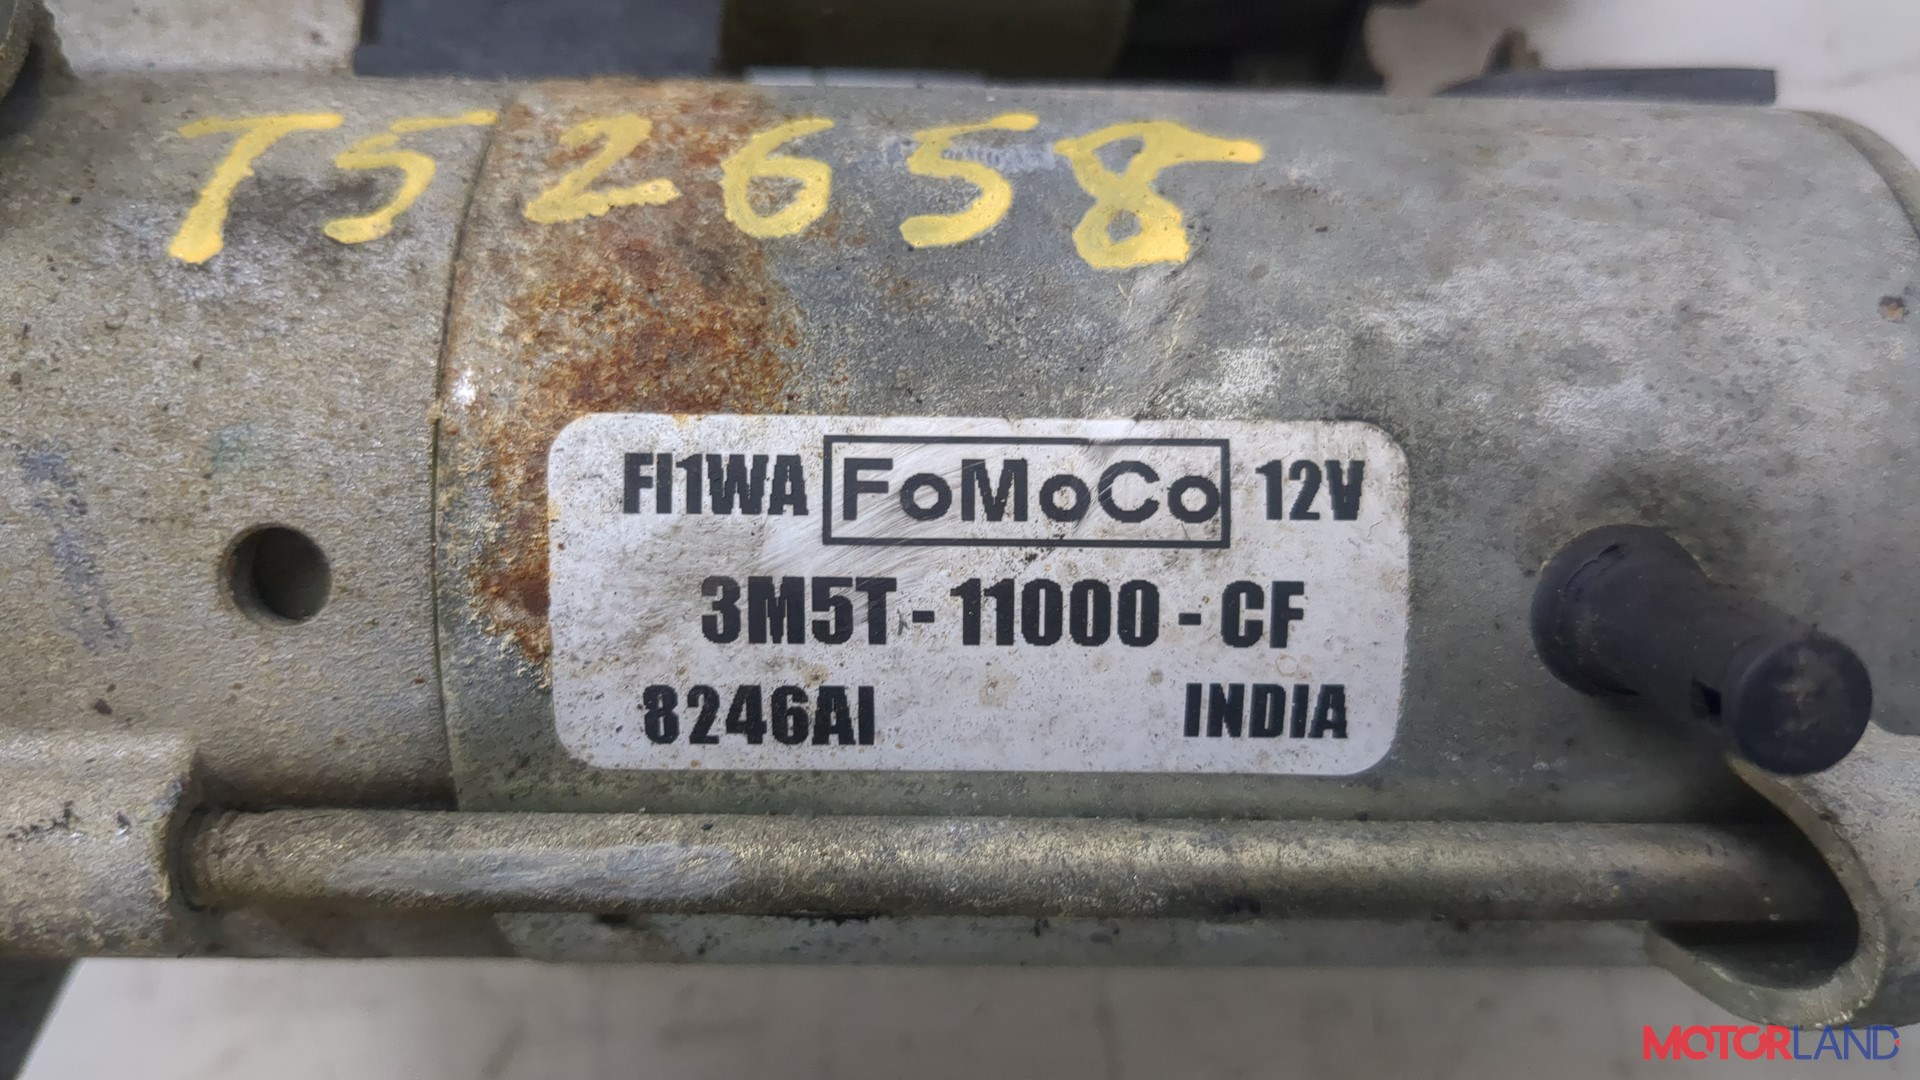 T52658
FI1WA FoMoCo 12V
3M5T-11000-CF
8246AI INDIA
MOTORLAND